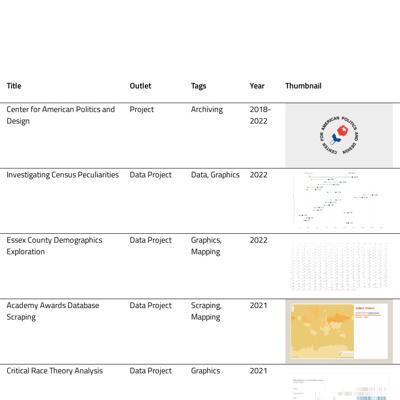 Title Outlet Tags Year Thumbnail
Center for American Politics and Project Archiving 2018-
Design 2022
CENTER FOR AMERICAN POLITICS AND DESIGN
Investigating Census Peculiarities Data Project Data, Graphics 2022
Essex County Demographics Data Project Graphics, 2022
Exploration Mapping
Academy Awards Database Data Project Scraping, 2021
Scraping Mapping
Critical Race Theory Analysis Data Project Graphics 2021